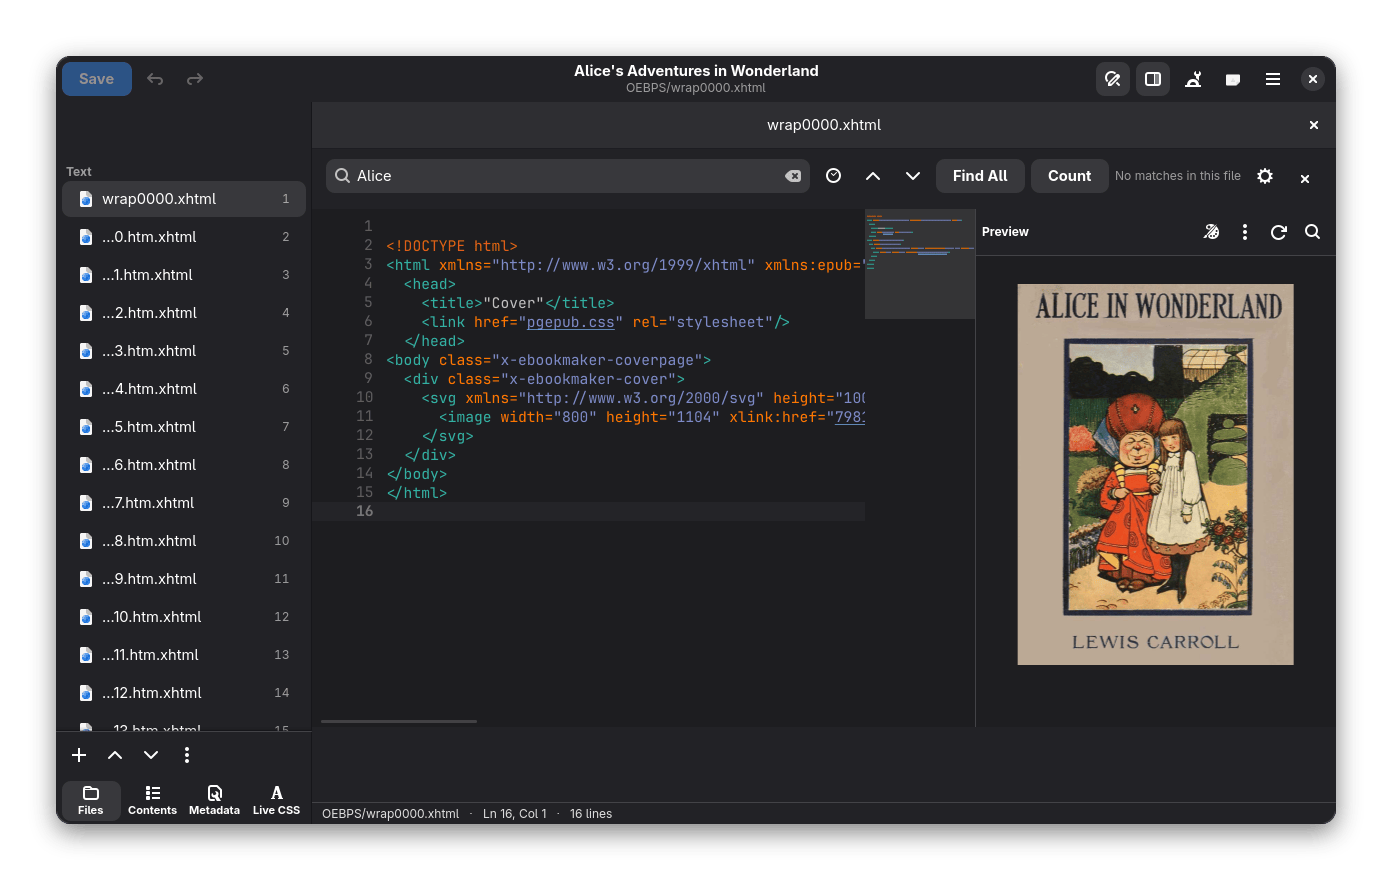 Save
Alice's Adventures in Wonderland
OEBPS/wrap0000.xhtml
wrap0000.xhtml
Text
wrap0000.xhtml 1
...0.htm.xhtml 2
...1.htm.xhtml 3
...2.htm.xhtml 4
...3.htm.xhtml 5
...4.htm.xhtml 6
...5.htm.xhtml 7
...6.htm.xhtml 8
...7.htm.xhtml 9
...8.htm.xhtml 10
...9.htm.xhtml 11
...10.htm.xhtml 12
...11.htm.xhtml 13
...12.htm.xhtml 14
...13.htm.xhtml 15
Files
Contents
Metadata
Live CSS
Alice
Find All
Count
No matches in this file
1
2 <!DOCTYPE html>
3 <html xmlns="http://www.w3.org/1999/xhtml" xmlns:epub="
4 <head>
5 <title>"Cover"</title>
6 <link href="pgepub.css" rel="stylesheet"/>
7 </head>
8 <body class="x-ebookmaker-coverpage">
9 <div class="x-ebookmaker-cover">
10 <svg xmlns="http://www.w3.org/2000/svg" height="100
11 <image width="800" height="1104" xlink:href="7981
12 </svg>
13 </div>
14 </body>
15 </html>
16
Preview
ALICE IN WONDERLAND
LEWIS CARROLL
OEBPS/wrap0000.xhtml · Ln 16, Col 1 · 16 lines